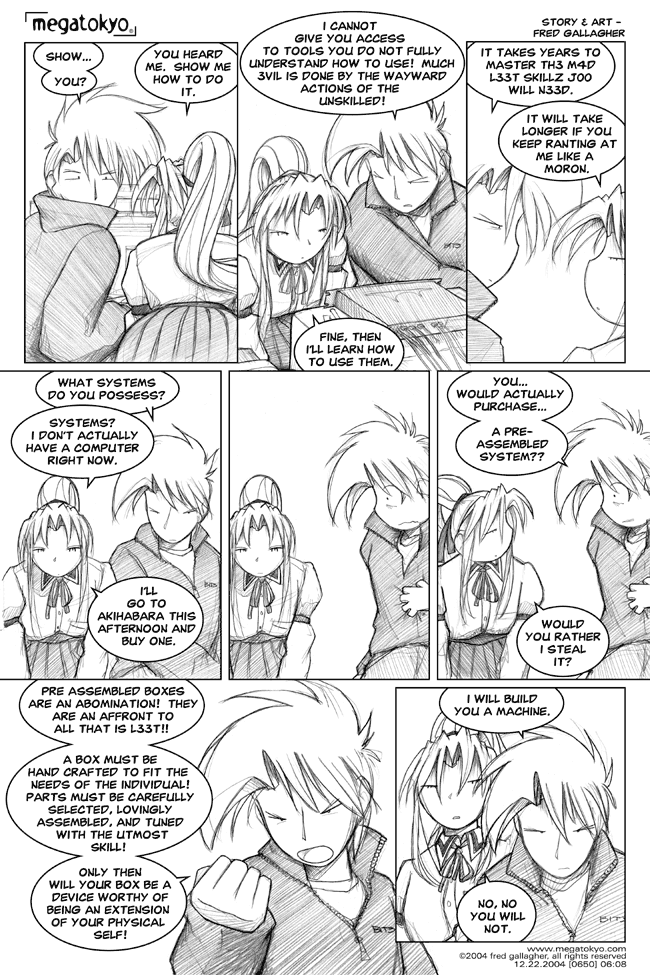 megatokyo®
STORY & ART -
FRED GALLAGHER
SHOW...
YOU?
YOU HEARD
ME. SHOW ME
HOW TO DO
IT.
I CANNOT
GIVE YOU ACCESS
TO TOOLS YOU DO NOT FULLY
UNDERSTAND HOW TO USE! MUCH
3VIL IS DONE BY THE WAYWARD
ACTIONS OF THE
UNSKILLED!
BITS
FINE, THEN
I'LL LEARN HOW
TO USE THEM.
IT TAKES YEARS TO
MASTER TH3 M4D
L33T SKILLZ J00
WILL N33D.
IT WILL TAKE
LONGER IF YOU
KEEP RANTING AT
ME LIKE A
MORON.
WHAT SYSTEMS
DO YOU POSSESS?
SYSTEMS?
I DON'T ACTUALLY
HAVE A COMPUTER
RIGHT NOW.
BITS
I'LL
GO TO
AKIHABARA THIS
AFTERNOON AND
BUY ONE.
YOU...
WOULD ACTUALLY
PURCHASE...
A PRE-
ASSEMBLED
SYSTEM??
WOULD
YOU RATHER
I STEAL
IT?
PRE ASSEMBLED BOXES
ARE AN ABOMINATION! THEY
ARE AN AFFRONT TO
ALL THAT IS L33T!!
A BOX MUST BE
HAND CRAFTED TO FIT THE
NEEDS OF THE INDIVIDUAL!
PARTS MUST BE CAREFULLY
SELECTED, LOVINGLY
ASSEMBLED, AND TUNED
WITH THE UTMOST
SKILL!
ONLY THEN
WILL YOUR BOX BE A
DEVICE WORTHY OF
BEING AN EXTENSION
OF YOUR PHYSICAL
SELF!
BITS
I WILL BUILD
YOU A MACHINE.
NO, NO
YOU WILL
NOT.
BITS
www.megatokyo.com
©2004 fred gallagher, all rights reserved
12.22.2004 [0650] 06:08